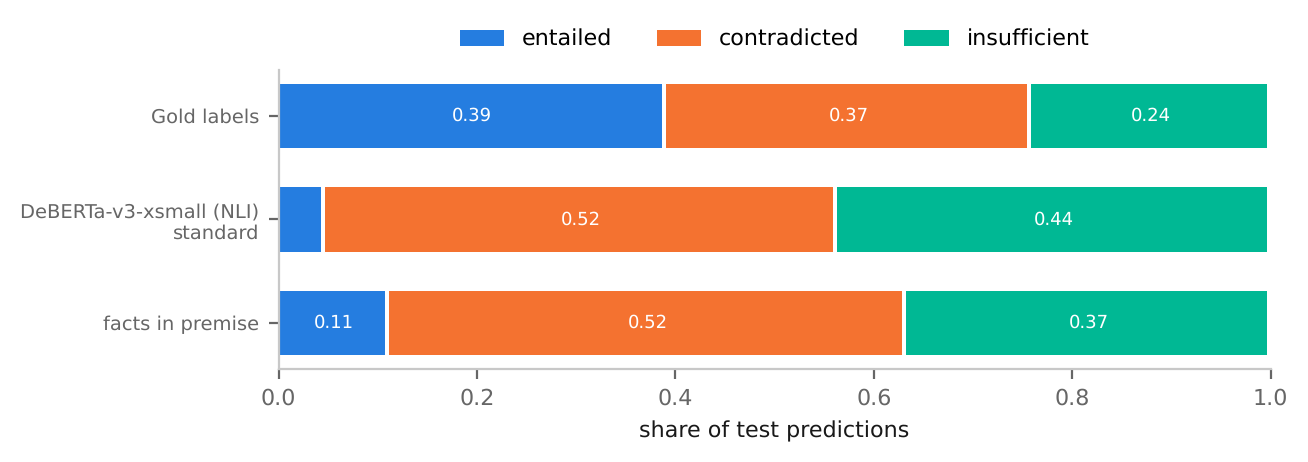 entailed contradicted insufficient
Gold labels 0.39 0.37 0.24
DeBERTa-v3-xsmall (NLI)
standard
0.52 0.44
facts in premise 0.11 0.52 0.37
0.0 0.2 0.4 0.6 0.8 1.0
share of test predictions